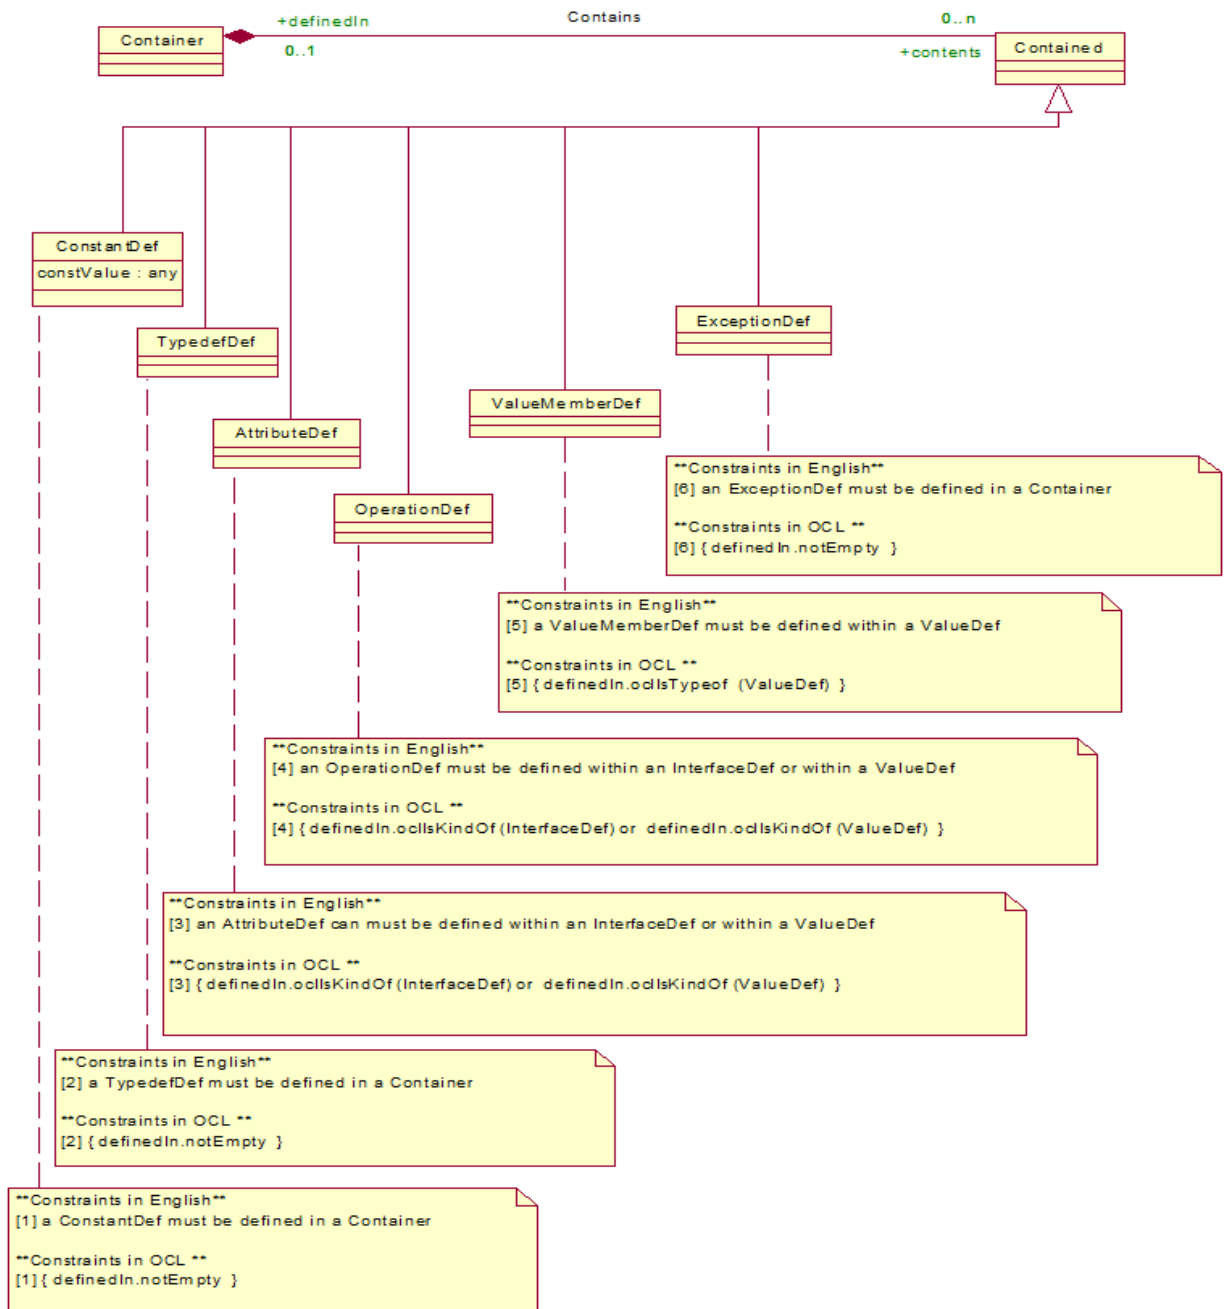 +definedIn
Contains
0..n
Container
0..1
+contents
Contained
ConstantDef
constValue : any
TypedefDef
AttributeDef
OperationDef
ValueMemberDef
ExceptionDef
**Constraints in English**
[6] an ExceptionDef must be defined in a Container
**Constraints in OCL **
[6] { definedIn.notEmpty }
**Constraints in English**
[5] a ValueMemberDef must be defined within a ValueDef
**Constraints in OCL **
[5] { definedIn.oclIsTypeof (ValueDef) }
**Constraints in English**
[4] an OperationDef must be defined within an InterfaceDef or within a ValueDef
**Constraints in OCL **
[4] { definedIn.oclIsKindOf (InterfaceDef) or definedIn.oclIsKindOf (ValueDef) }
**Constraints in English**
[3] an AttributeDef can must be defined within an InterfaceDef or within a ValueDef
**Constraints in OCL **
[3] { definedIn.oclIsKindOf (InterfaceDef) or definedIn.oclIsKindOf (ValueDef) }
**Constraints in English**
[2] a TypedefDef must be defined in a Container
**Constraints in OCL **
[2] { definedIn.notEmpty }
**Constraints in English**
[1] a ConstantDef must be defined in a Container
**Constraints in OCL **
[1] { definedIn.notEmpty }